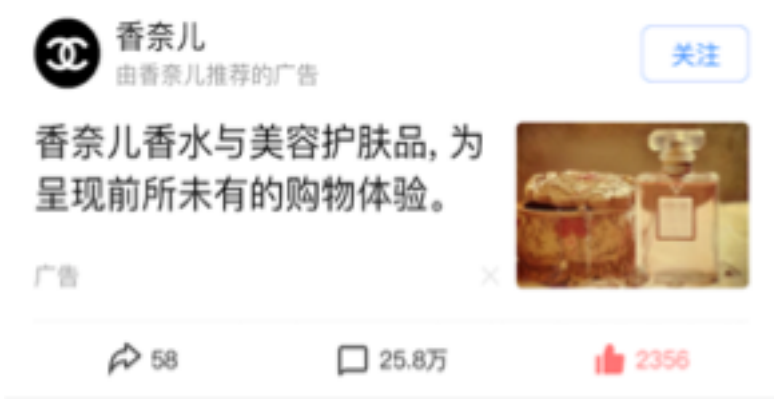 香奈儿
由香奈儿推荐的广告
关注
香奈儿香水与美容护肤品, 为
呈现前所未有的购物体验。
广告
58
25.8万
2356